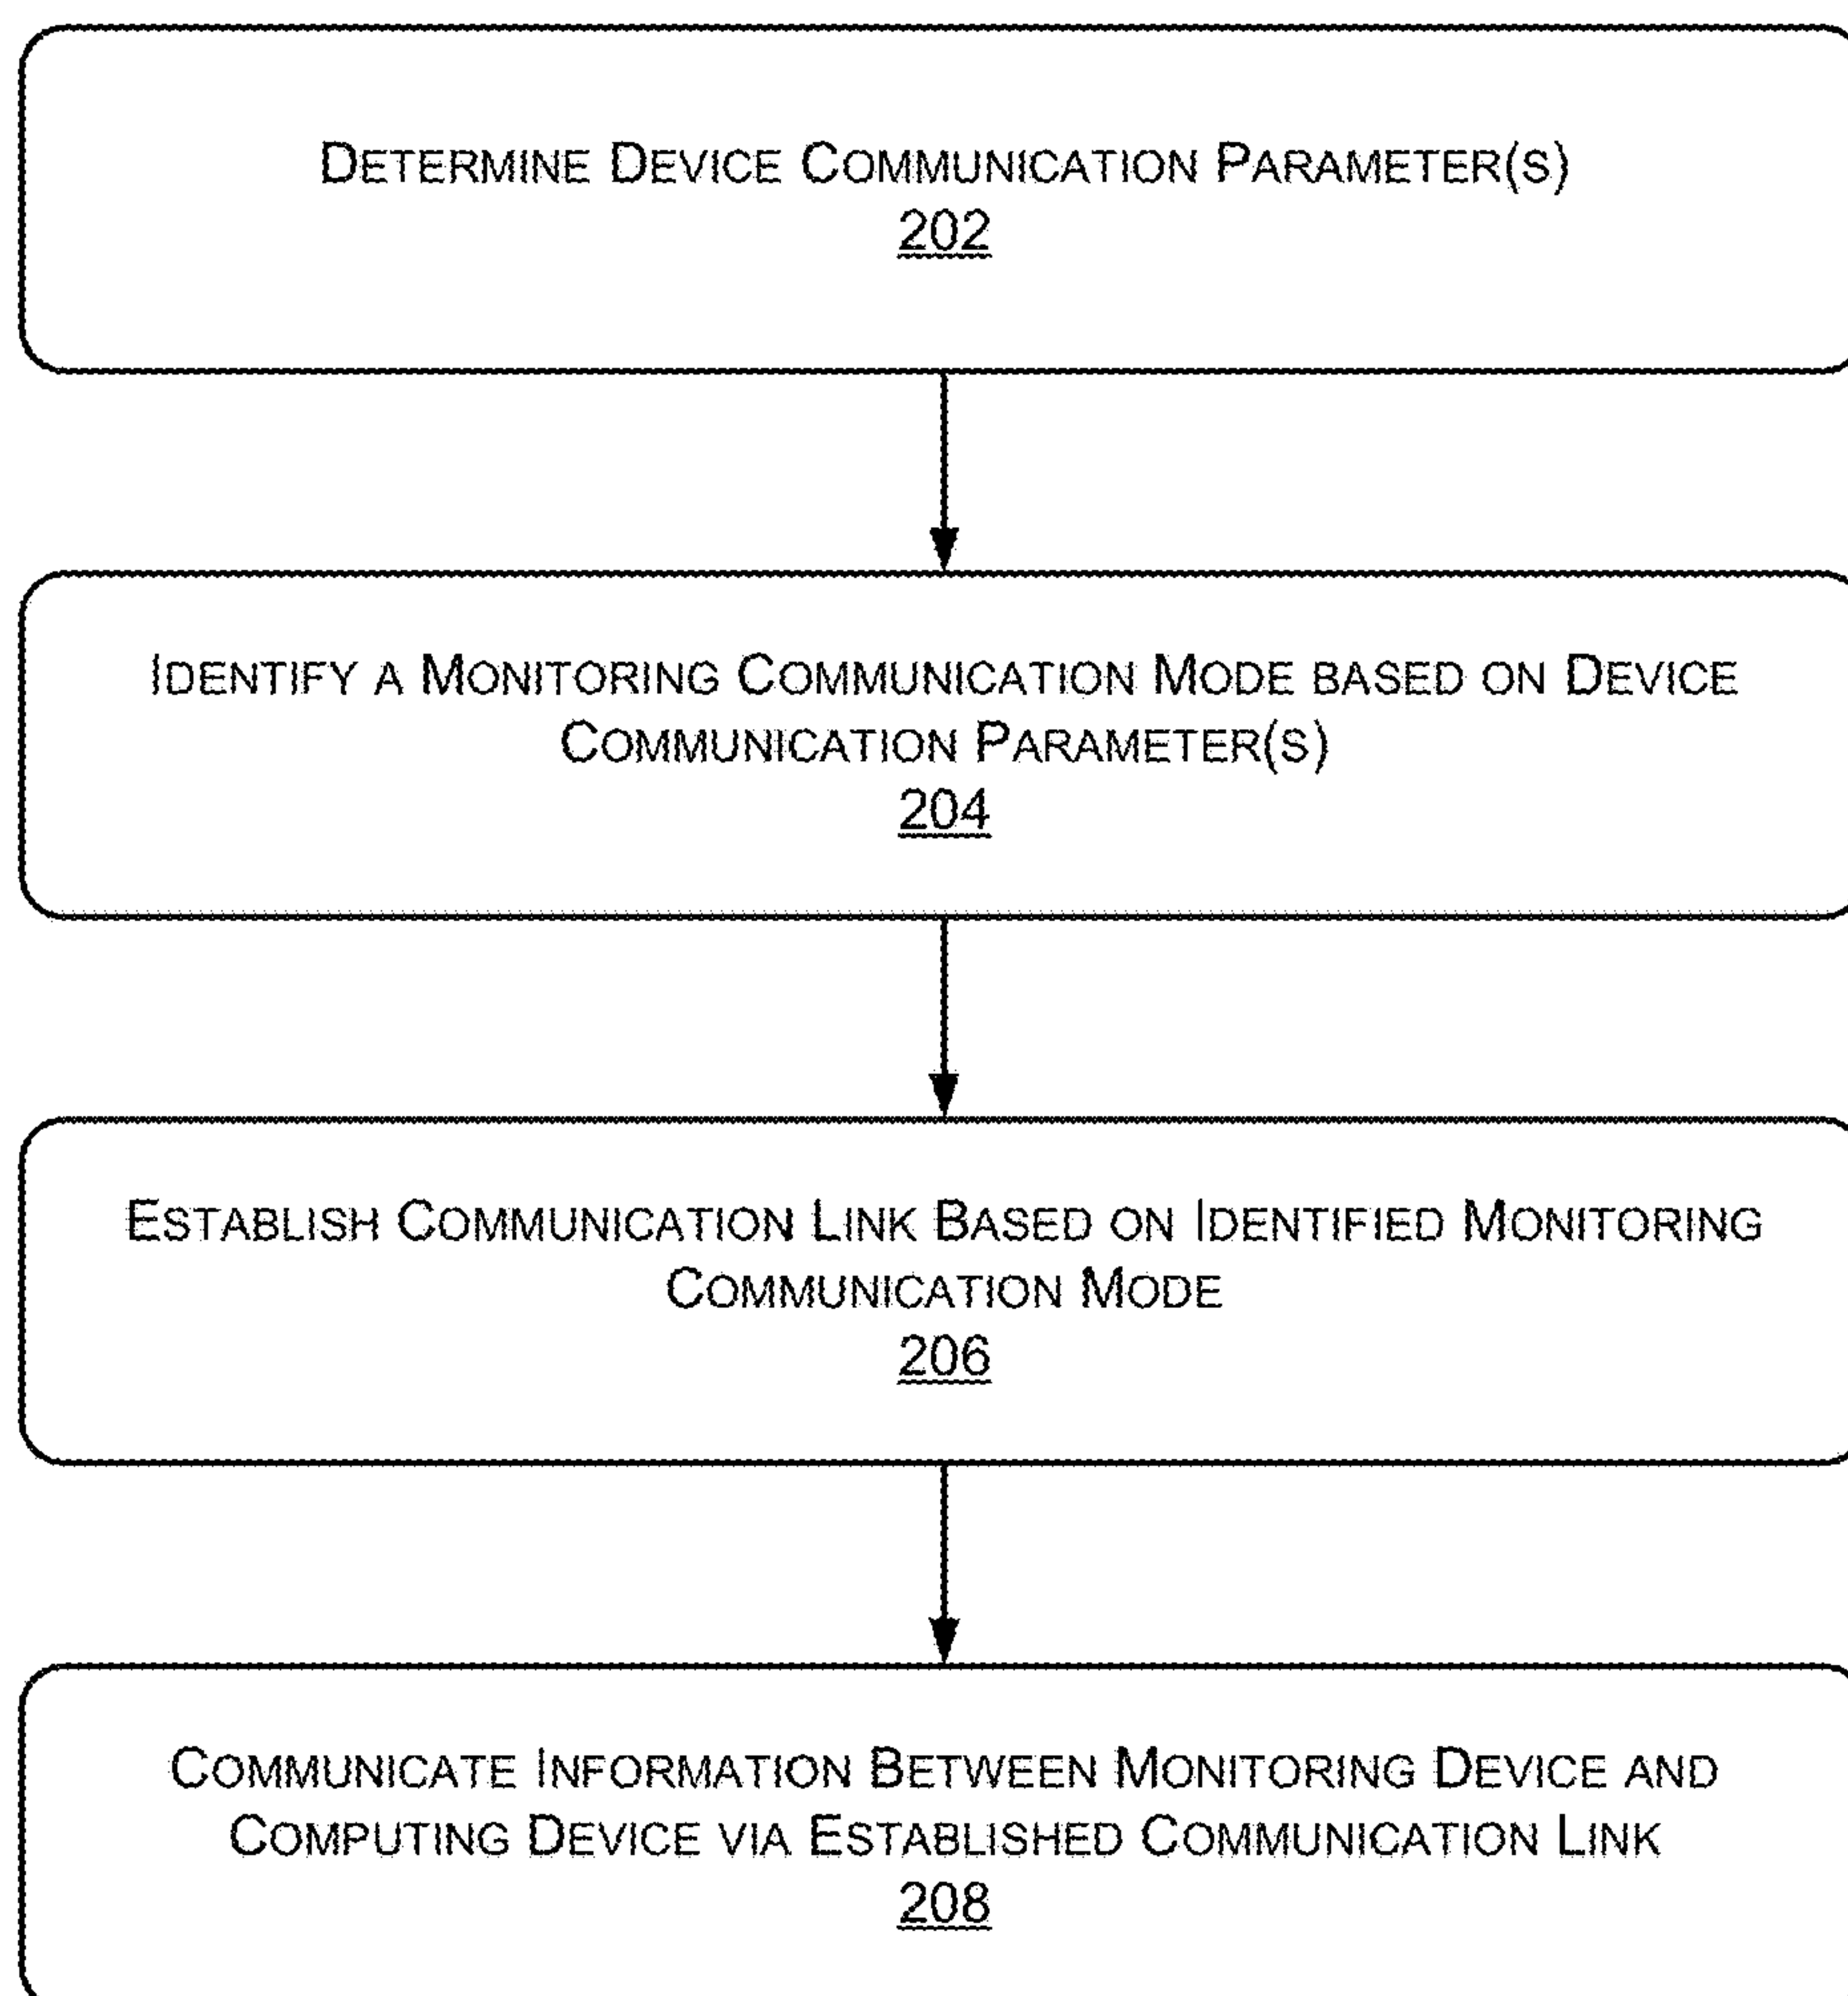 DETERMINE DEVICE COMMUNICATION PARAMETER(S)
202
IDENTIFY A MONITORING COMMUNICATION MODE BASED ON DEVICE
COMMUNICATION PARAMETER(S)
204
ESTABLISH COMMUNICATION LINK BASED ON IDENTIFIED MONITORING
COMMUNICATION MODE
206
COMMUNICATE INFORMATION BETWEEN MONITORING DEVICE AND
COMPUTING DEVICE VIA ESTABLISHED COMMUNICATION LINK
208